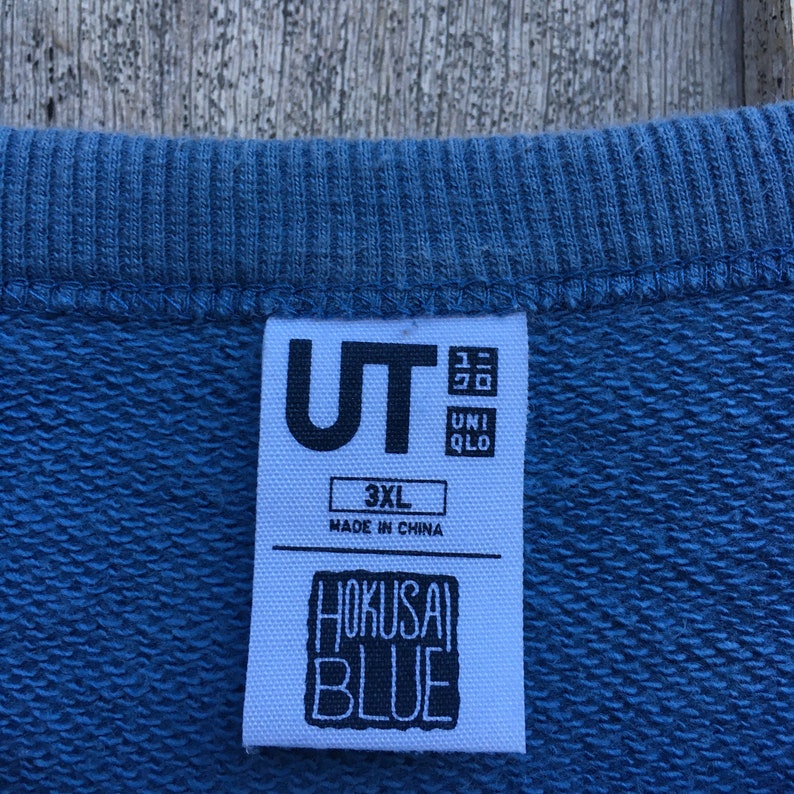 UT
ユニ
クロ
UNI
QLO
3XL
MADE IN CHINA
HOKUSAI
BLUE